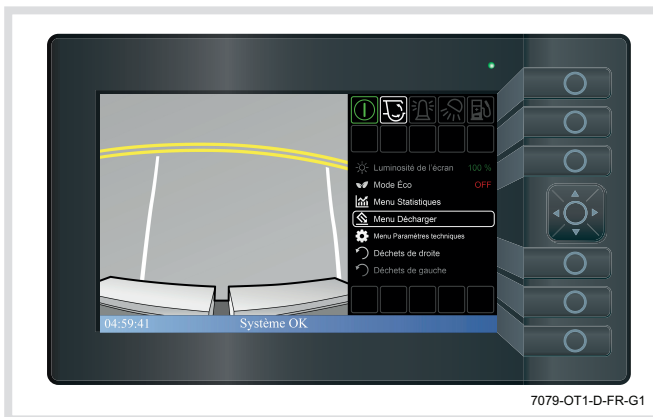 Luminosité de l'écran 100 %
Mode Éco OFF
Menu Statistiques
Menu Décharger
Menu Paramètres techniques
Déchets de droite
Déchets de gauche
04:59:41 Système OK
7079-OT1-D-FR-G1